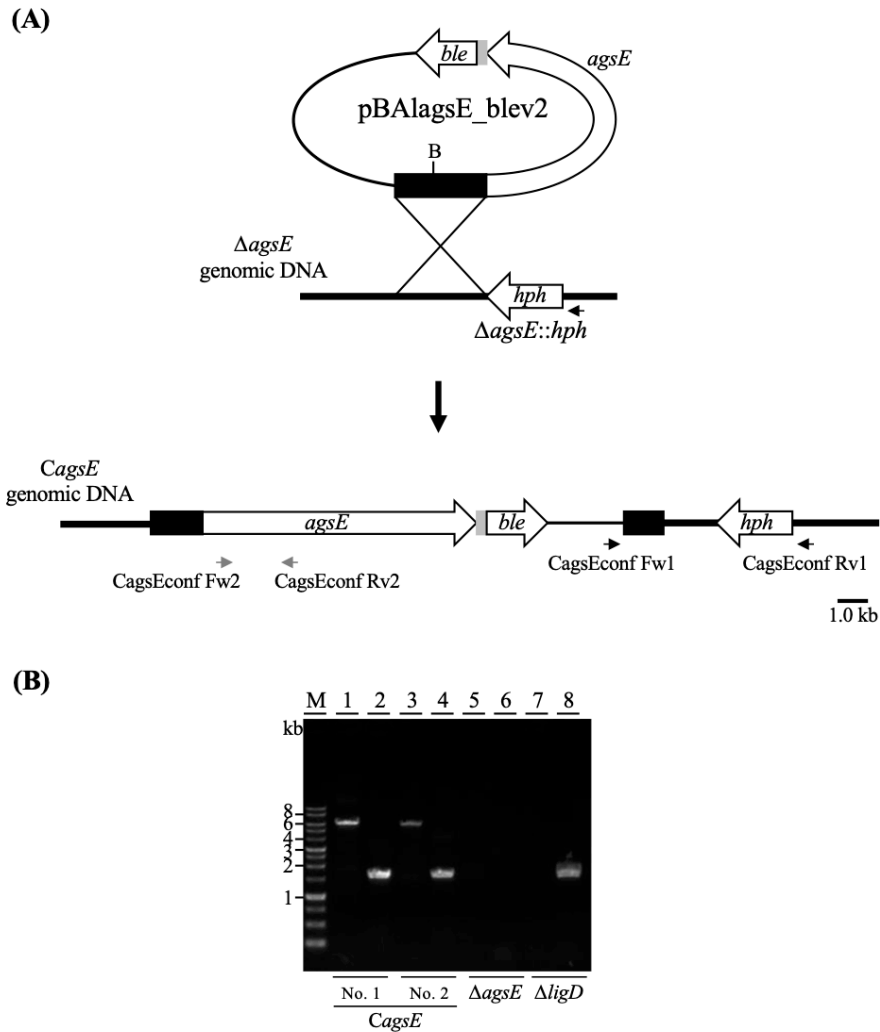 (A)
ble
agsE
pBAlagsE_blev2
B
ΔagsE
genomic DNA
hph
ΔagsE::hph
CagsE
genomic DNA
agsE
ble
hph
CagsEconf Fw2
CagsEconf Rv2
CagsEconf Fw1
CagsEconf Rv1
1.0 kb
(B)
M 1 2 3 4 5 6 7 8
kb
8
6
4
3
2
1
No. 1 No. 2 ΔagsE ΔligD
CagsE